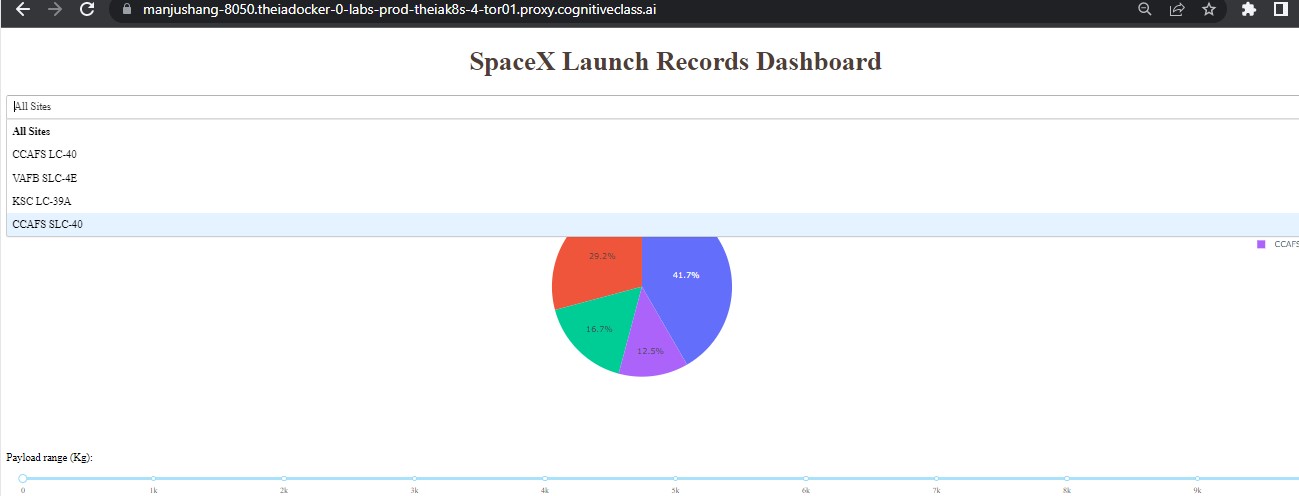 manjushang-8050.theiadocker-0-labs-prod-theiak8s-4-tor01.proxy.cognitiveclass.ai
SpaceX Launch Records Dashboard
All Sites
All Sites
CCAFS LC-40
VAFB SLC-4E
KSC LC-39A
CCAFS SLC-40
CCAFS
29.2%
41.7%
16.7%
12.5%
Payload range (Kg):
0 1k 2k 3k 4k 5k 6k 7k 8k 9k